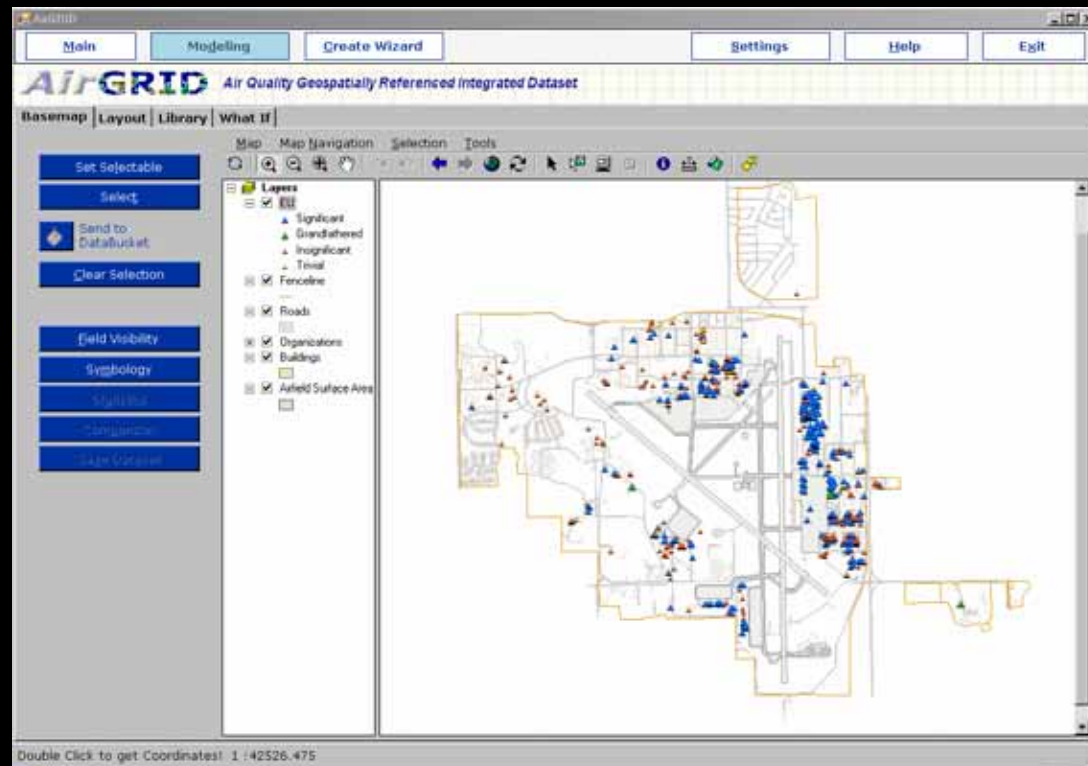 AirGRID
Main
Modeling
Create Wizard
Settings
Help
Exit
AirGRID Air Quality Geospatially Referenced Integrated Dataset
Basemap
Layout
Library
What If
Map
Map Navigation
Selection
Tools
Set Selectable
Select
Send to
DataBucket
Clear Selection
Field Visibility
Symbology
Save Dataset
Layers
EU
Significant
Grandfathered
Insignificant
Trivial
Fenceline
Roads
Organizations
Buildings
Airfield Surface Area
Double Click to get Coordinates! 1 :42526.475